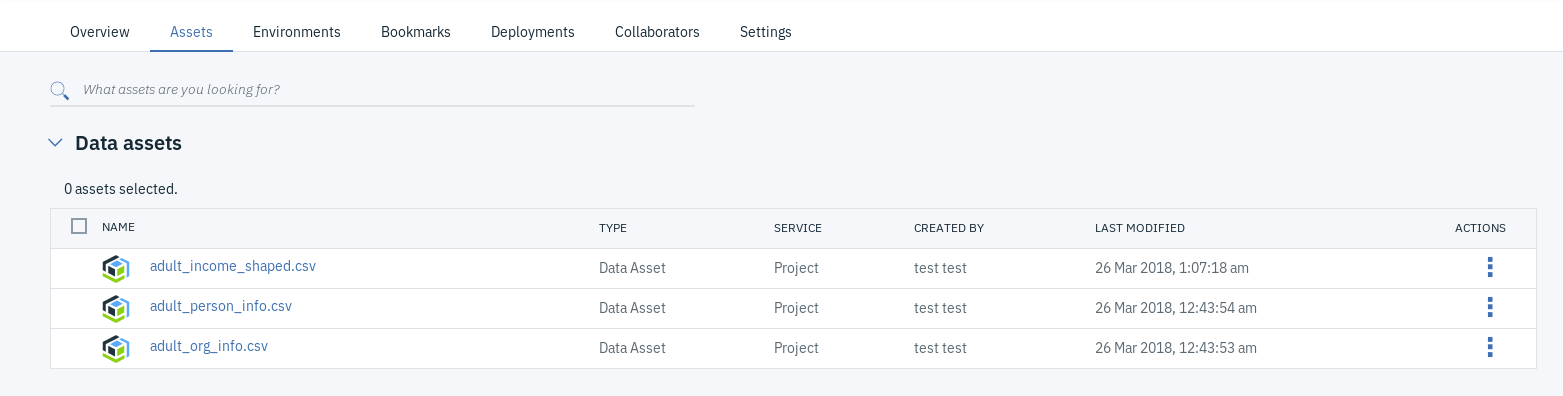 Overview Assets Environments Bookmarks Deployments Collaborators Settings
What assets are you looking for?
Data assets
0 assets selected.
NAME TYPE SERVICE CREATED BY LAST MODIFIED ACTIONS
adult_income_shaped.csv Data Asset Project test test 26 Mar 2018, 1:07:18 am
adult_person_info.csv Data Asset Project test test 26 Mar 2018, 12:43:54 am
adult_org_info.csv Data Asset Project test test 26 Mar 2018, 12:43:53 am